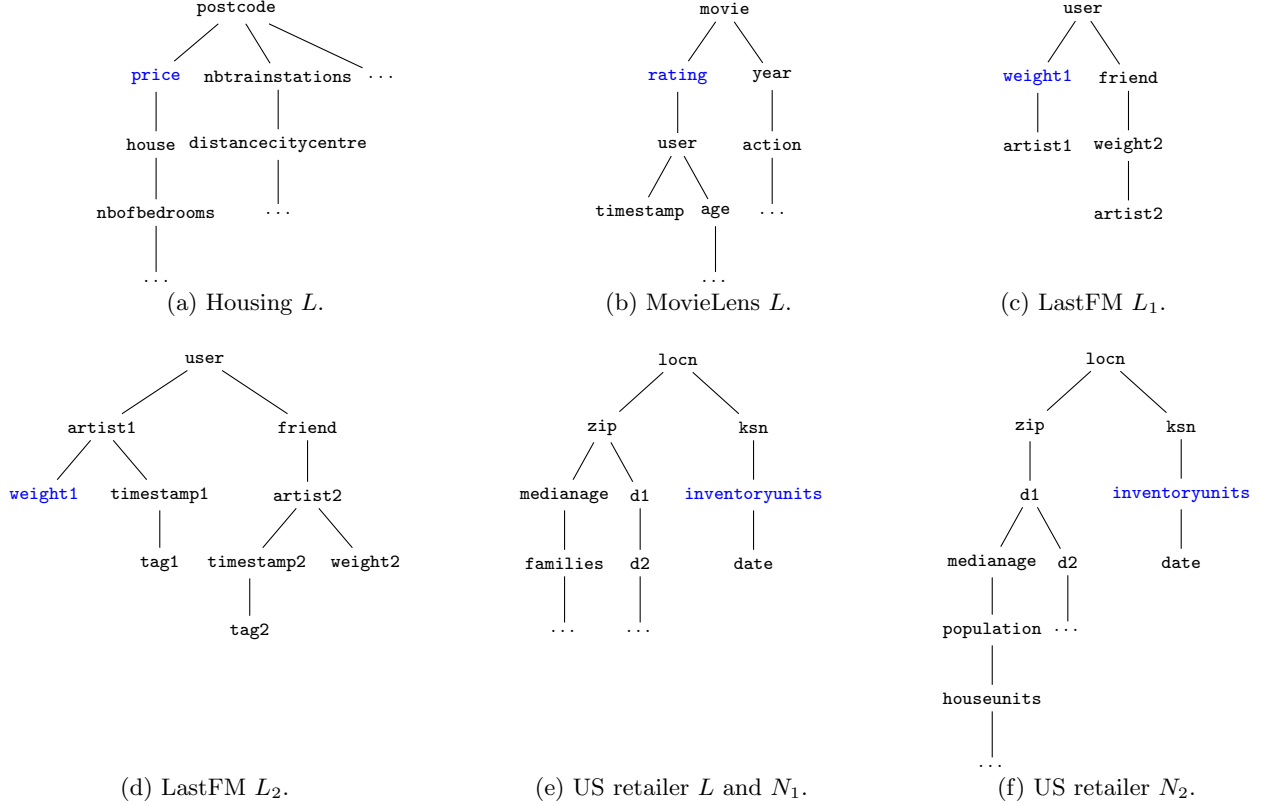 postcode
price nbtrainstations ...
house distancecitycentre
nbofbedrooms ...
...
(a) Housing L.
movie
rating year
user action
timestamp age ...
...
(b) MovieLens L.
user
weight1 friend
artist1 weight2
artist2
(c) LastFM L₁.
user
artist1 friend
weight1 timestamp1 artist2
tag1 timestamp2 weight2
tag2
(d) LastFM L₂.
locn
zip ksn
medianage d1 inventoryunits
families d2 date
... ...
(e) US retailer L and N₁.
locn
zip ksn
d1 inventoryunits
medianage d2 date
population ...
houseunits
...
(f) US retailer N₂.